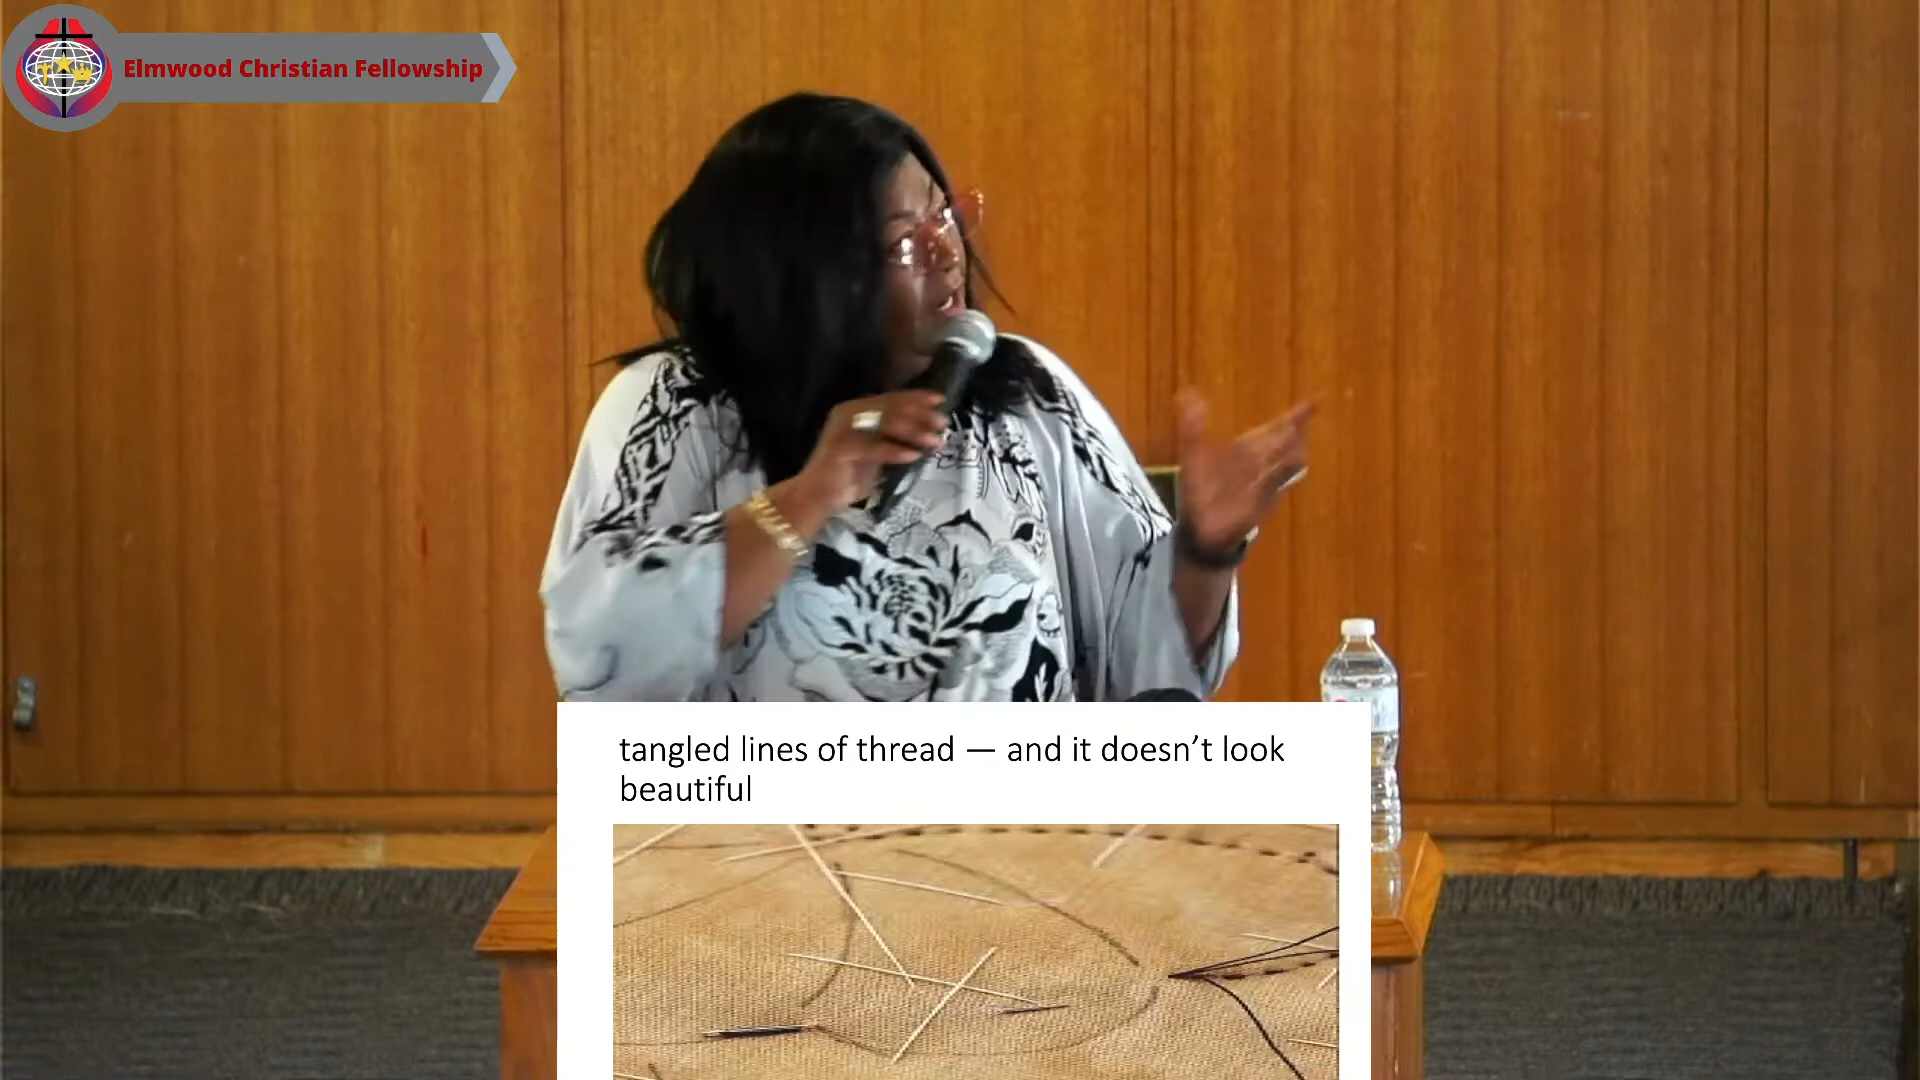 Elmwood Christian Fellowship
tangled lines of thread — and it doesn’t look
beautiful